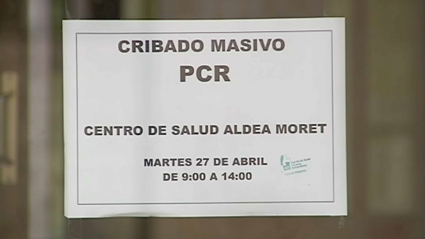 CRIBADO MASIVO
PCR
CENTRO DE SALUD ALDEA MORET
MARTES 27 DE ABRIL
DE 9:00 A 14:00